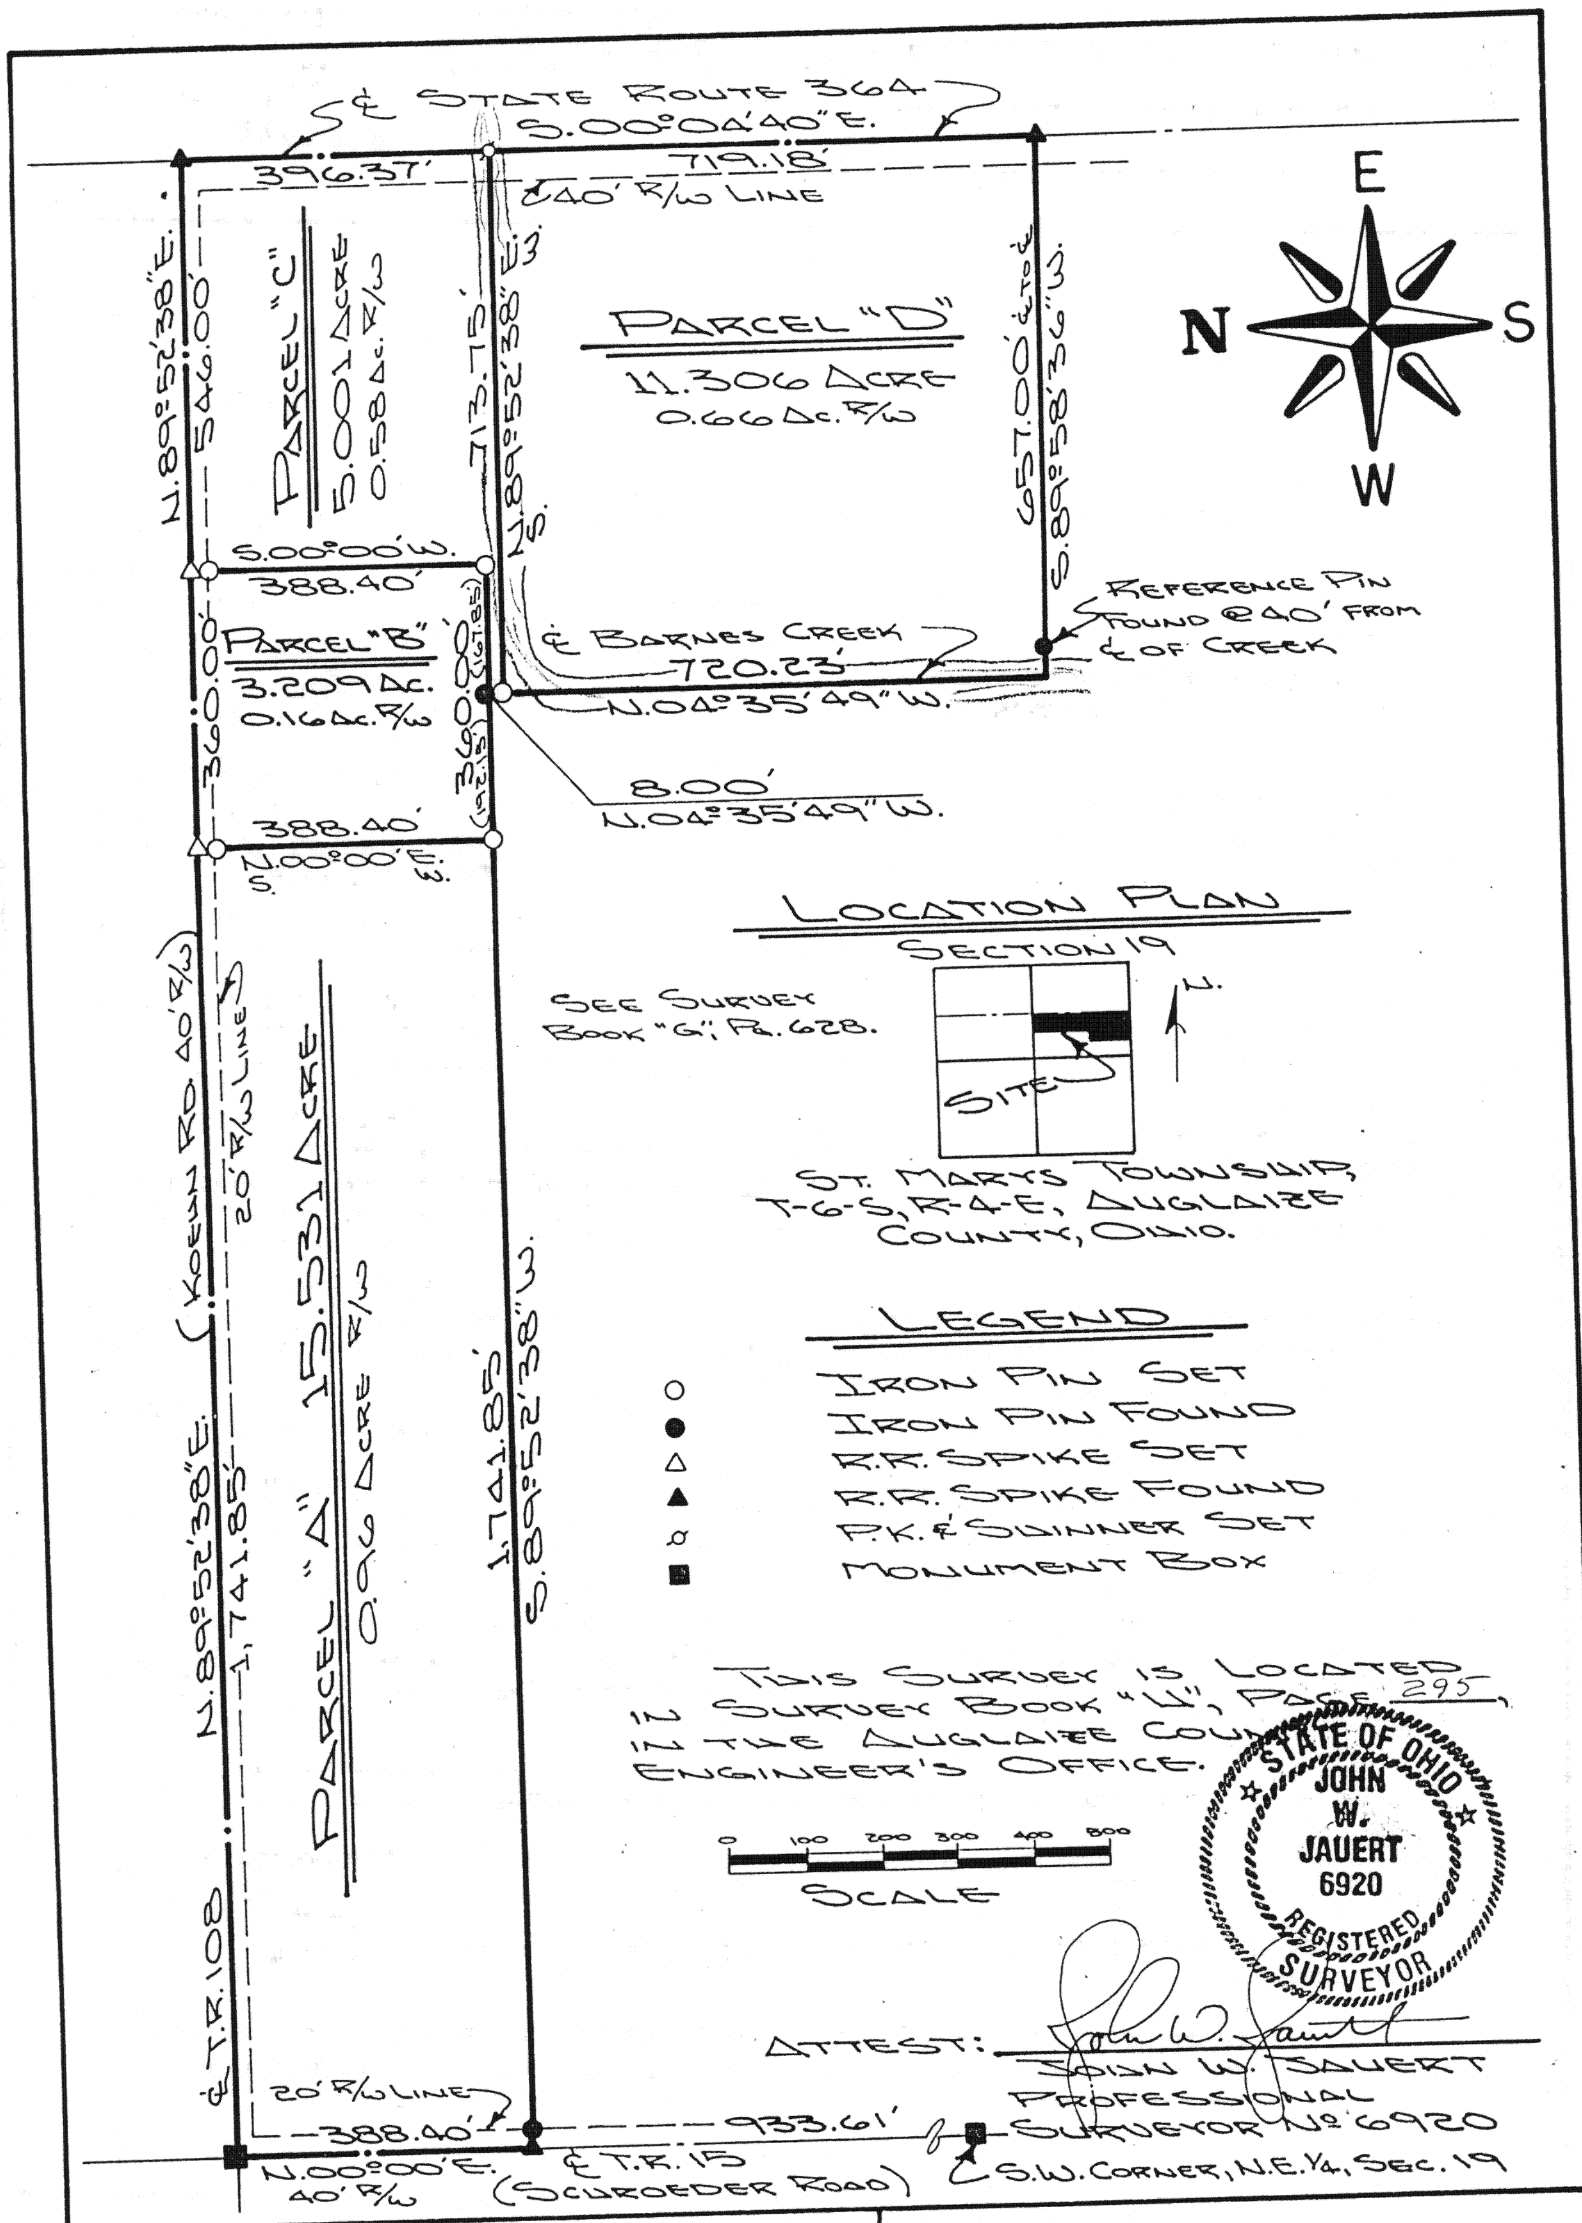 ℄ STATE ROUTE 364
S.00°04'40"E.
396.37'
719.18'
40' R/W LINE
N.89°52'38"E.
546.00'
PARCEL "C"
5.001 ACRE
0.58 AC. R/W
713.75'
N.89°52'38"E.
S. W.
PARCEL "D"
11.306 ACRE
0.66 AC. R/W
657.00' ℄ TO ℄
S.89°58'36"W.
E
N
S
W
S.00°00'W.
388.40'
PARCEL "B"
3.209 AC.
0.16 AC. R/W
360.00'
360.00'
(167.85')
(192.15')
℄ BARNES CREEK
720.23'
N.04°35'49"W.
REFERENCE PIN
FOUND @ 40' FROM
℄ OF CREEK
8.00'
N.04°35'49"W.
388.40'
N.00°00'E.
S. W.
LOCATION PLAN
SECTION 19
N.
SITE
SEE SURVEY
BOOK "G", PG. 628.
ST. MARYS TOWNSHIP,
T-6-S, R-4-E, AUGLAIZE
COUNTY, OHIO.
(KOEHN RD. 40' R/W)
20' R/W LINE
PARCEL "A" 15.531 ACRE
0.96 ACRE R/W
N.89°52'38"E.
1,741.85'
1,741.85'
S.89°52'38"W.
LEGEND
IRON PIN SET
IRON PIN FOUND
R.R. SPIKE SET
R.R. SPIKE FOUND
P.K. & SHINNER SET
MONUMENT BOX
THIS SURVEY IS LOCATED
IN SURVEY BOOK "H", PAGE 295,
IN THE AUGLAIZE COUNTY
ENGINEER'S OFFICE.
0 100 200 300 400 500
SCALE
STATE OF OHIO
JOHN
W.
JAUERT
6920
REGISTERED
SURVEYOR
ATTEST: John W. Jauert
JOHN W. JAUERT
PROFESSIONAL
SURVEYOR Nº 6920
℄ T.R. 108
20' R/W LINE
388.40'
933.61'
N.00°00'E.
40' R/W
℄ T.R. 15
(SCHROEDER ROAD)
S.W. CORNER, N.E. 1/4, SEC. 19